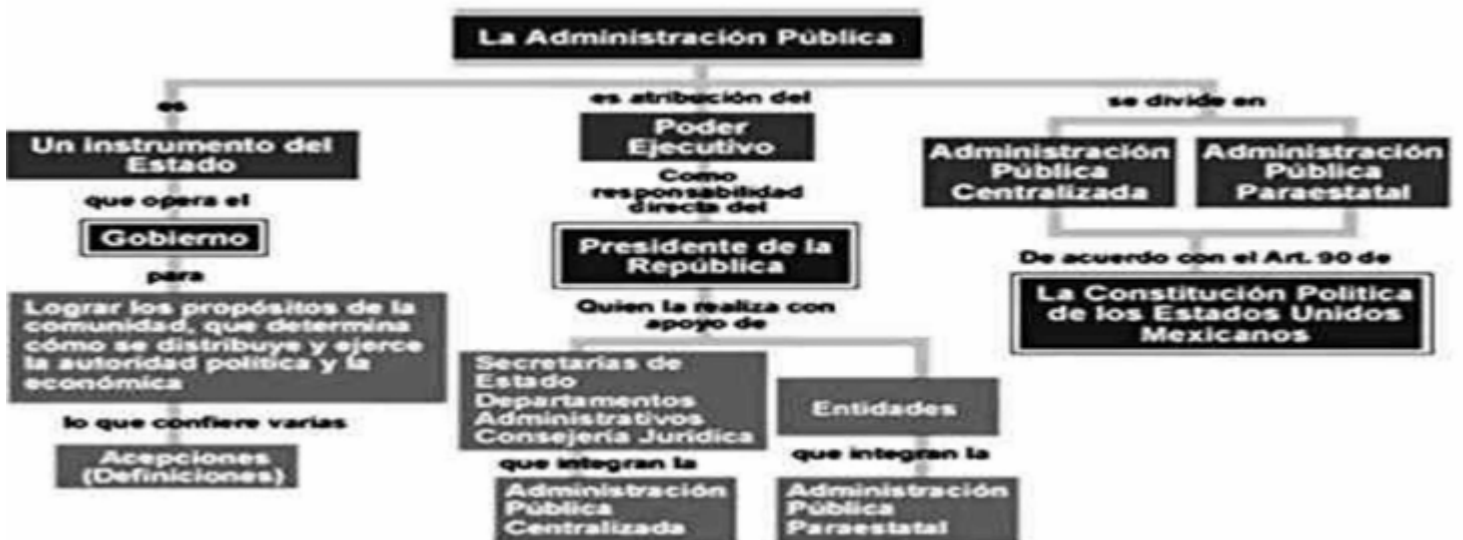 La Administración Pública
es
Un instrumento del
Estado
que opera el
Gobierno
para
Lograr los propósitos de la
comunidad, que determina
cómo se distribuye y ejerce
la autoridad política y la
económica
lo que confiere varias
Acepciones
(Definiciones)
es atribución del
Poder
Ejecutivo
Como
responsabilidad
directa del
Presidente de la
República
Quien la realiza con
apoyo de
Secretarías de
Estado
Departamentos
Administrativos
Consejería Jurídica
que integran la
Administración
Pública
Centralizada
Entidades
que integran la
Administración
Pública
Paraestatal
se divide en
Administración
Pública
Centralizada
Administración
Pública
Paraestatal
De acuerdo con el Art. 90 de
La Constitución Política
de los Estados Unidos
Mexicanos